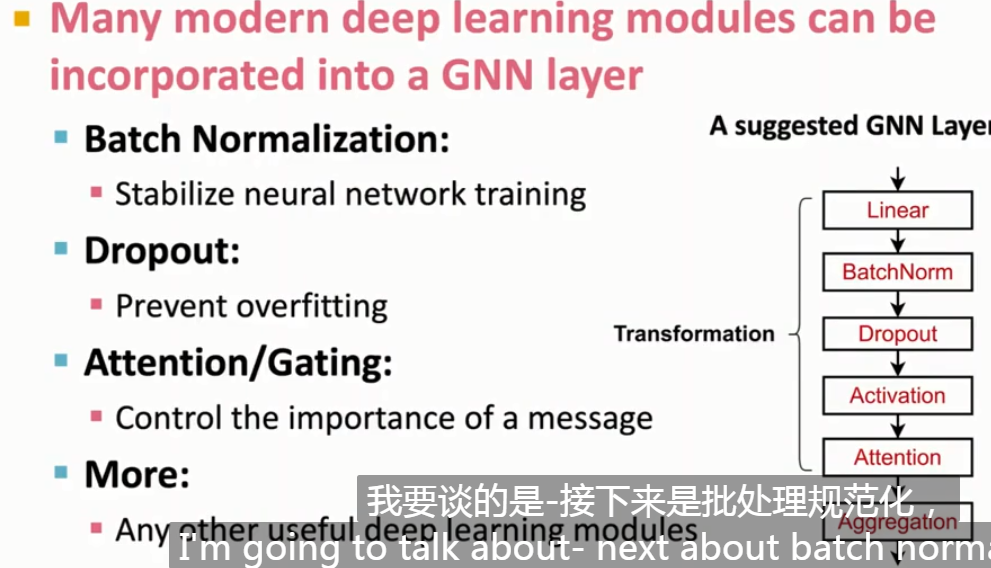 Many modern deep learning modules can be
incorporated into a GNN layer
Batch Normalization:
Stabilize neural network training
Dropout:
Prevent overfitting
Attention/Gating:
Control the importance of a message
More:
Any other useful deep learning modules
A suggested GNN Layer
Transformation
Linear
BatchNorm
Dropout
Activation
Attention
Aggregation
我要谈的是-接下来是批处理规范化，
I'm going to talk about- next about batch norma